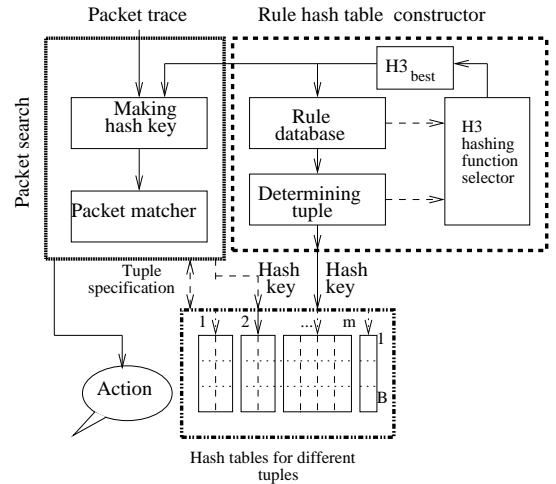 Packet trace
Rule hash table constructor
Packet search
Making
hash key
Packet matcher
H3 best
Rule
database
Determining
tuple
H3
hashing
function
selector
Tuple
specification
Hash
key
Hash
key
1 2 ... m
1
B
Action
Hash tables for different
tuples